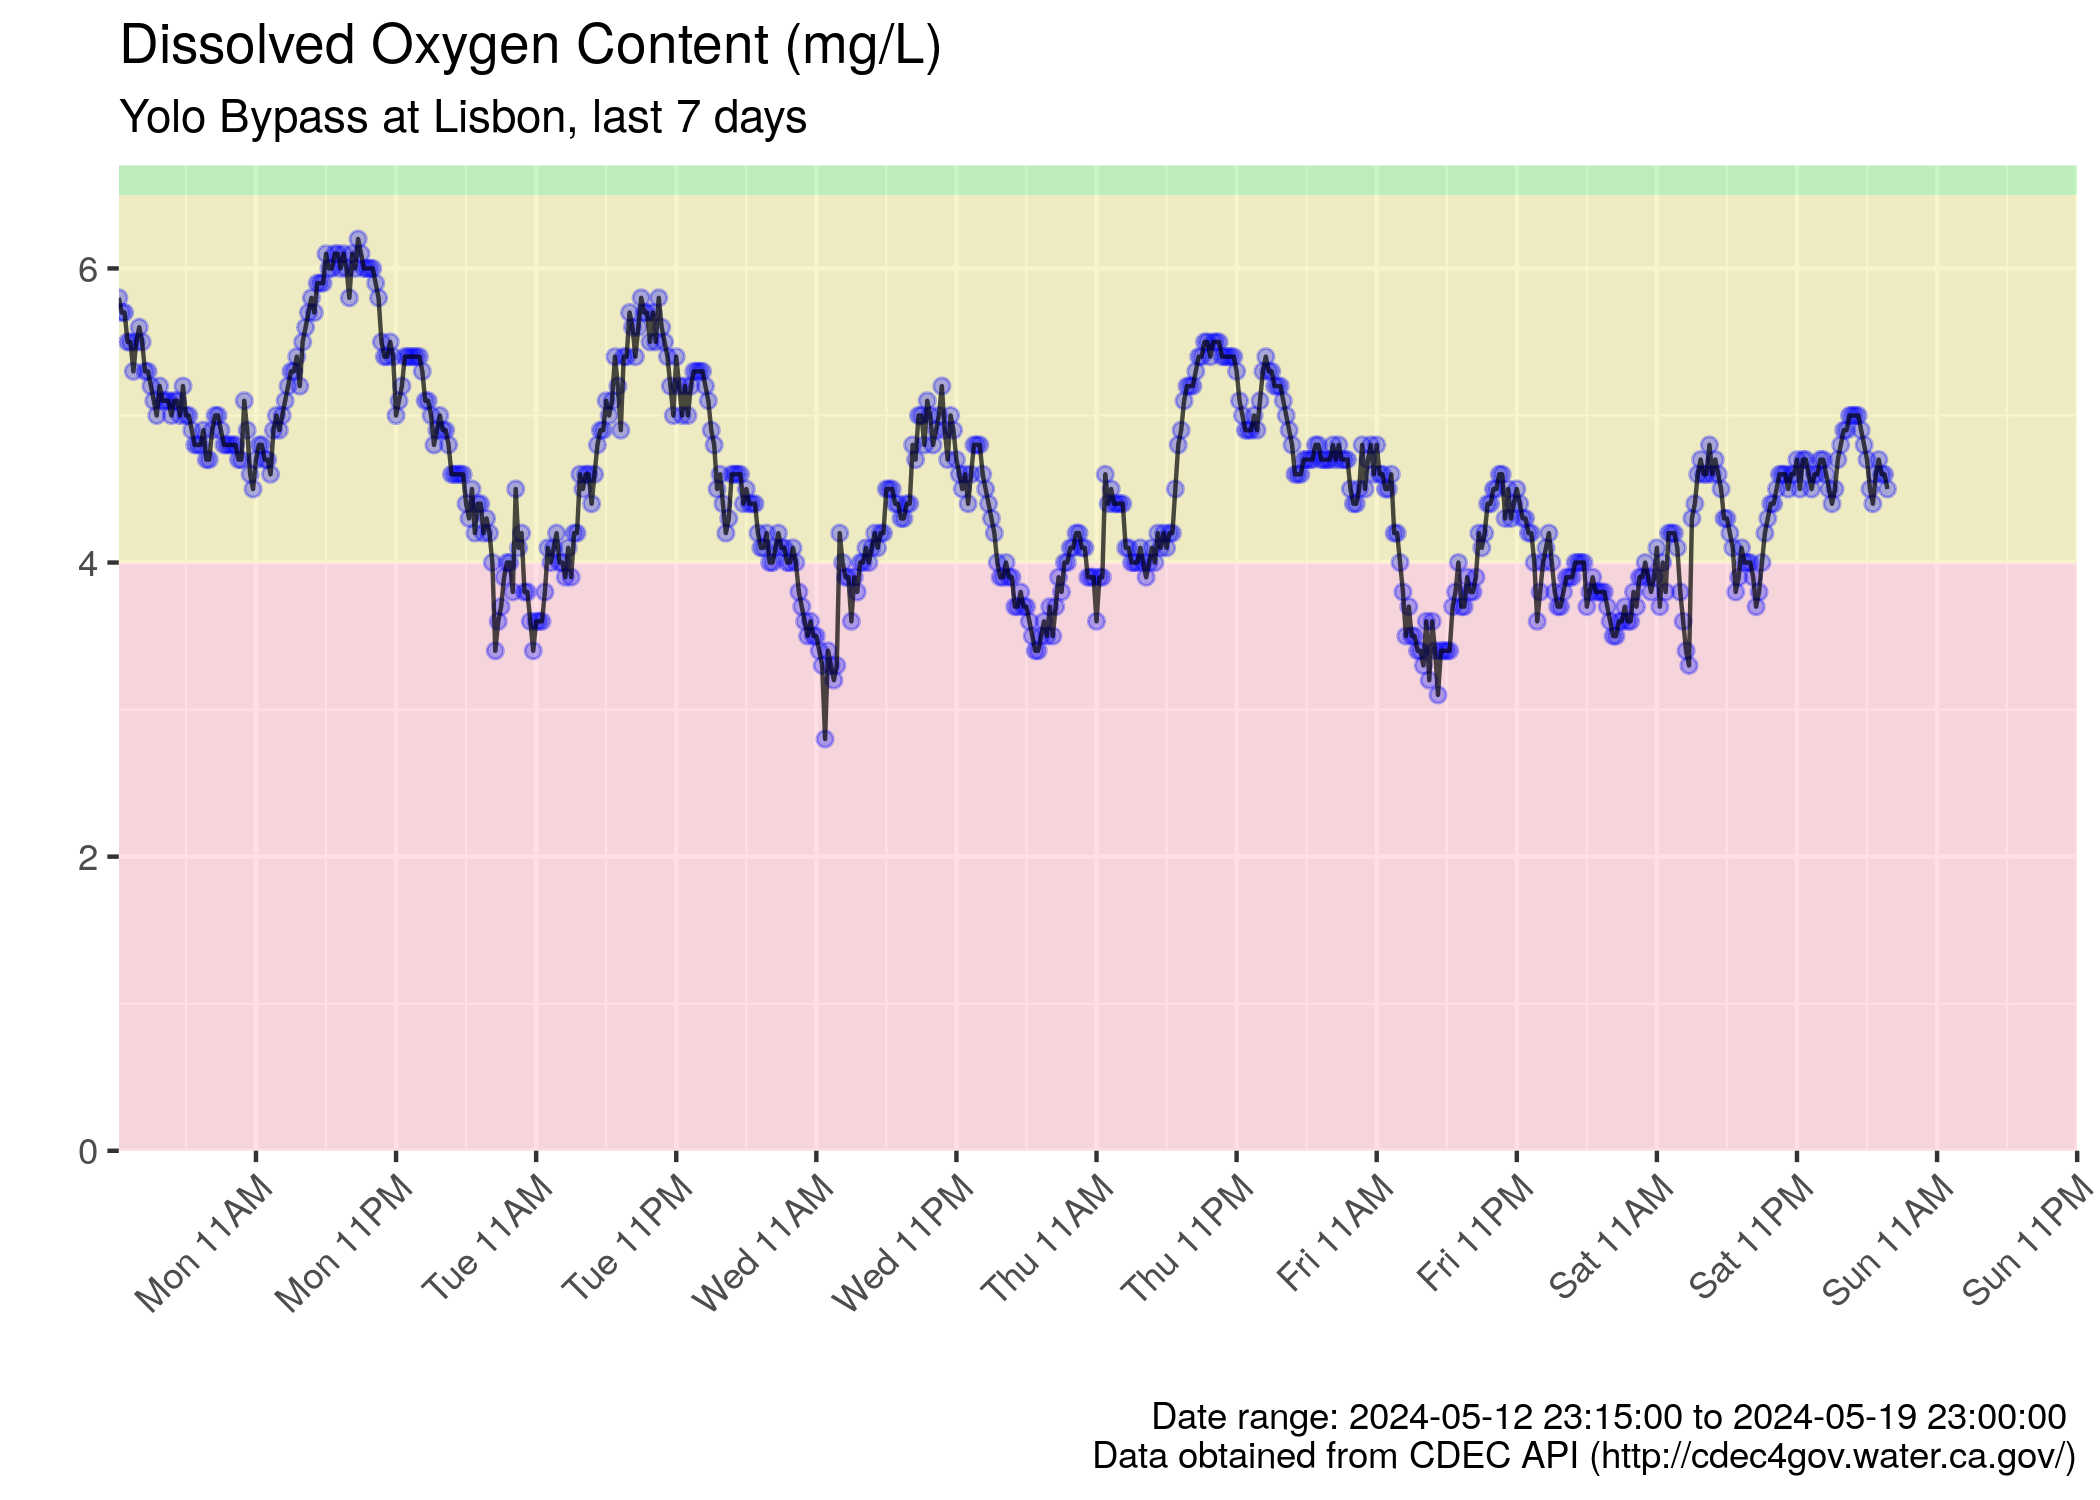 Dissolved Oxygen Content (mg/L)
Yolo Bypass at Lisbon, last 7 days
6
4
2
0
Mon 11AM
Mon 11PM
Tue 11AM
Tue 11PM
Wed 11AM
Wed 11PM
Thu 11AM
Thu 11PM
Fri 11AM
Fri 11PM
Sat 11AM
Sat 11PM
Sun 11AM
Sun 11PM
Date range: 2024-05-12 23:15:00 to 2024-05-19 23:00:00
Data obtained from CDEC API (http://cdec4gov.water.ca.gov/)